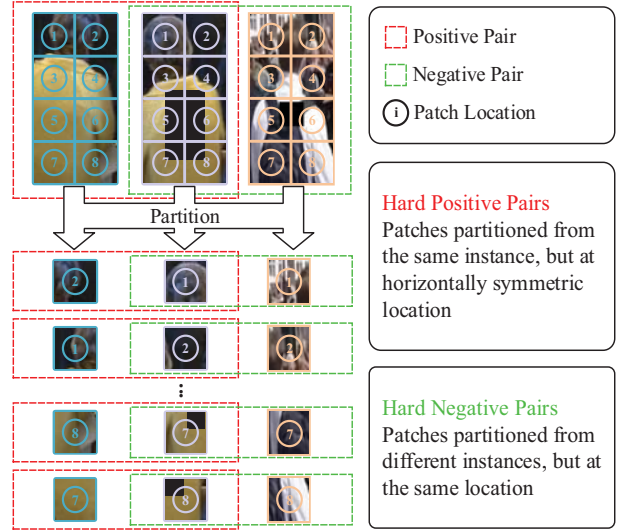 1 2 1 2 1 2
3 4 3 4 3 4
5 6 5 6 5 6
7 8 7 8 7 8
Partition
2 1 1
1 2 2
⋮
8 7 7
7 8 8
Positive Pair
Negative Pair
i Patch Location
Hard Positive Pairs
Patches partitioned from
the same instance, but at
horizontally symmetric
location
Hard Negative Pairs
Patches partitioned from
different instances, but at
the same location